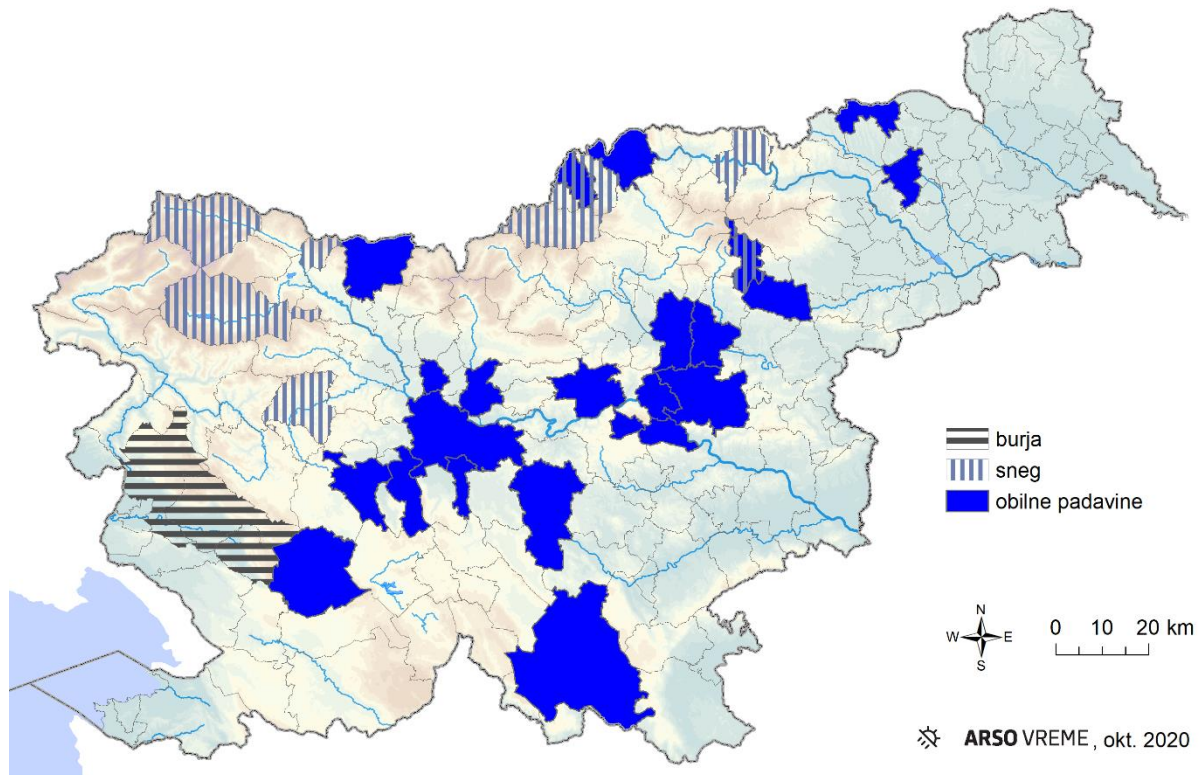 burja
sneg
obilne padavine
N
W E
S
0 10 20 km
ARSO VREME , okt. 2020